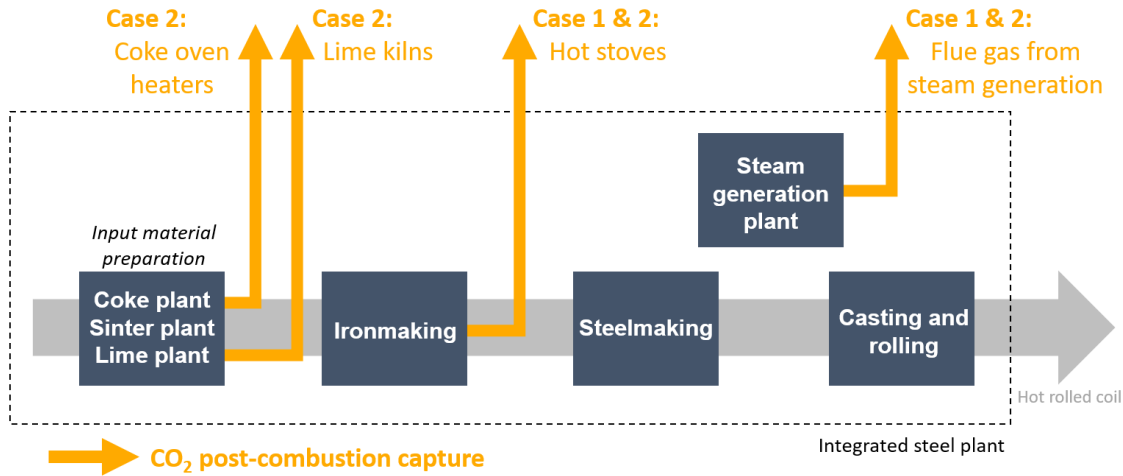 Case 2:
Coke oven
heaters
Case 2:
Lime kilns
Case 1 & 2:
Hot stoves
Case 1 & 2:
Flue gas from
steam generation
Steam
generation
plant
Input material
preparation
Coke plant
Sinter plant
Lime plant
Ironmaking
Steelmaking
Casting and
rolling
Hot rolled coil
Integrated steel plant
CO₂ post-combustion capture